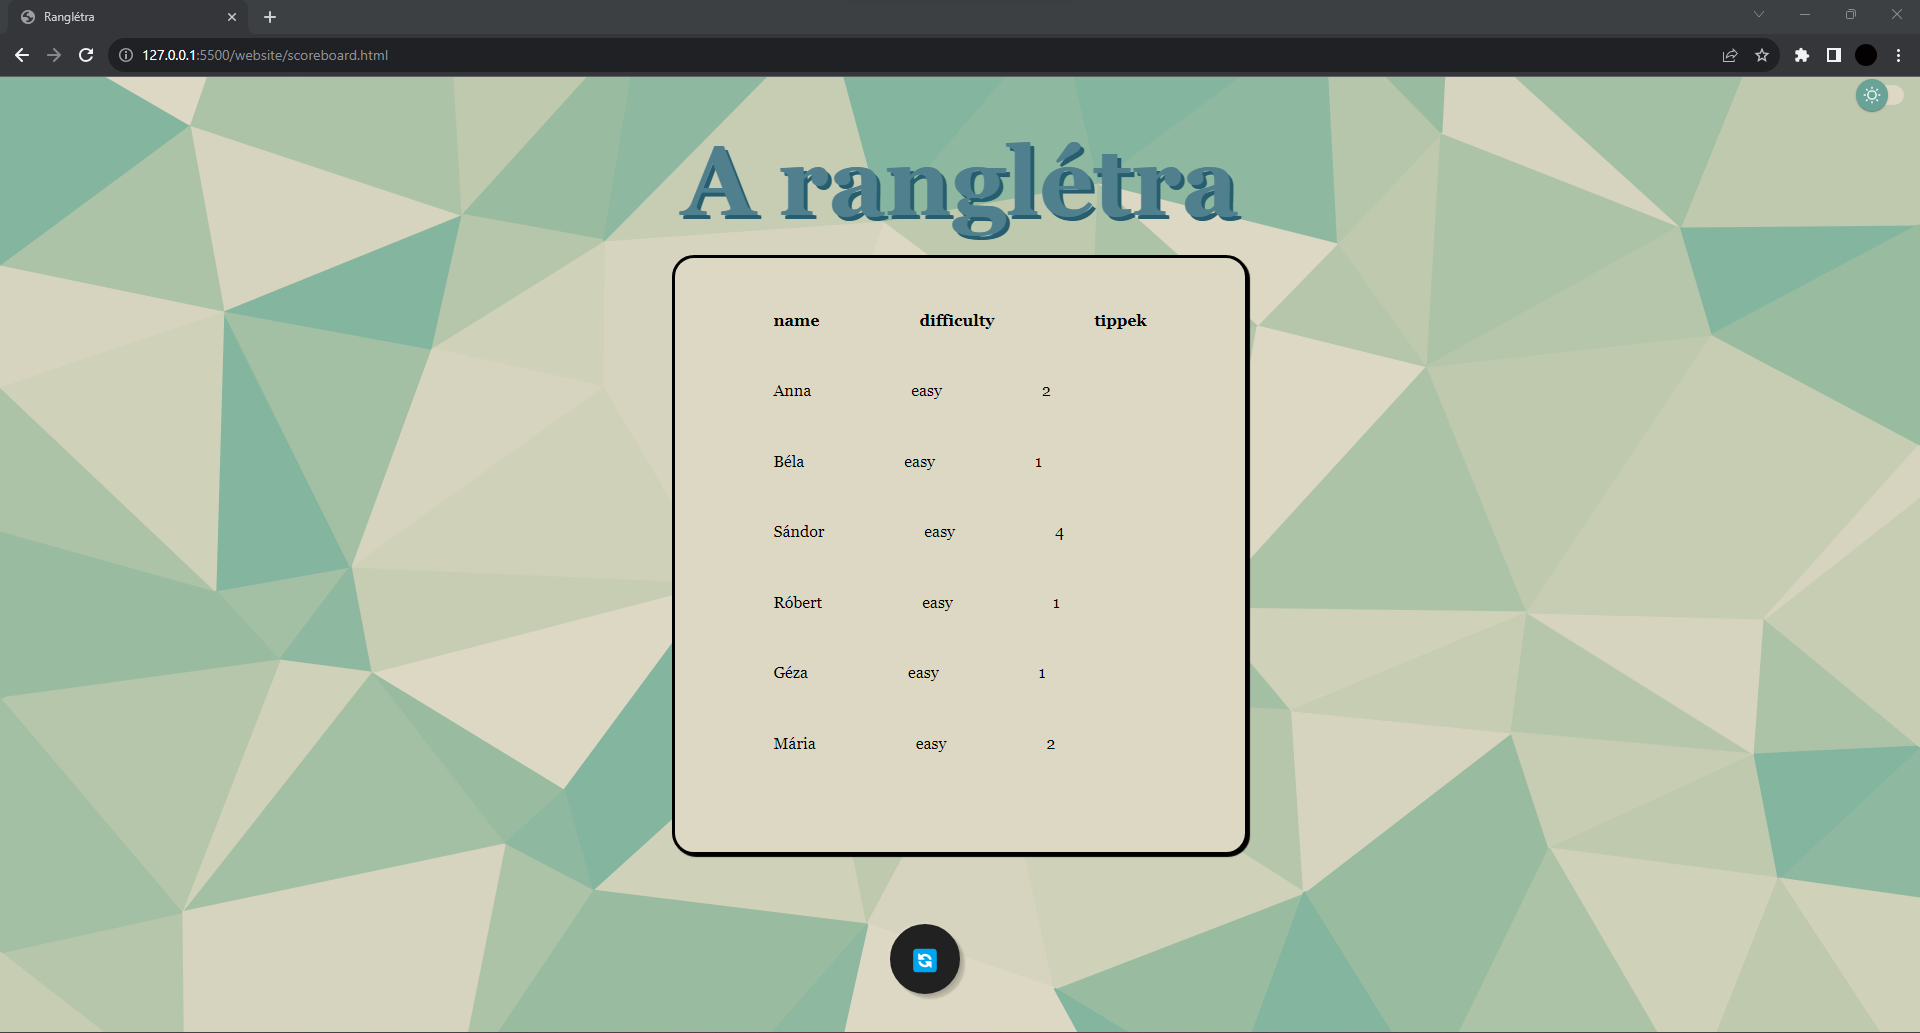 Ranglétra
127.0.0.1:5500/website/scoreboard.html
A ranglétra
name difficulty tippek
Anna easy 2
Béla easy 1
Sándor easy 4
Róbert easy 1
Géza easy 1
Mária easy 2